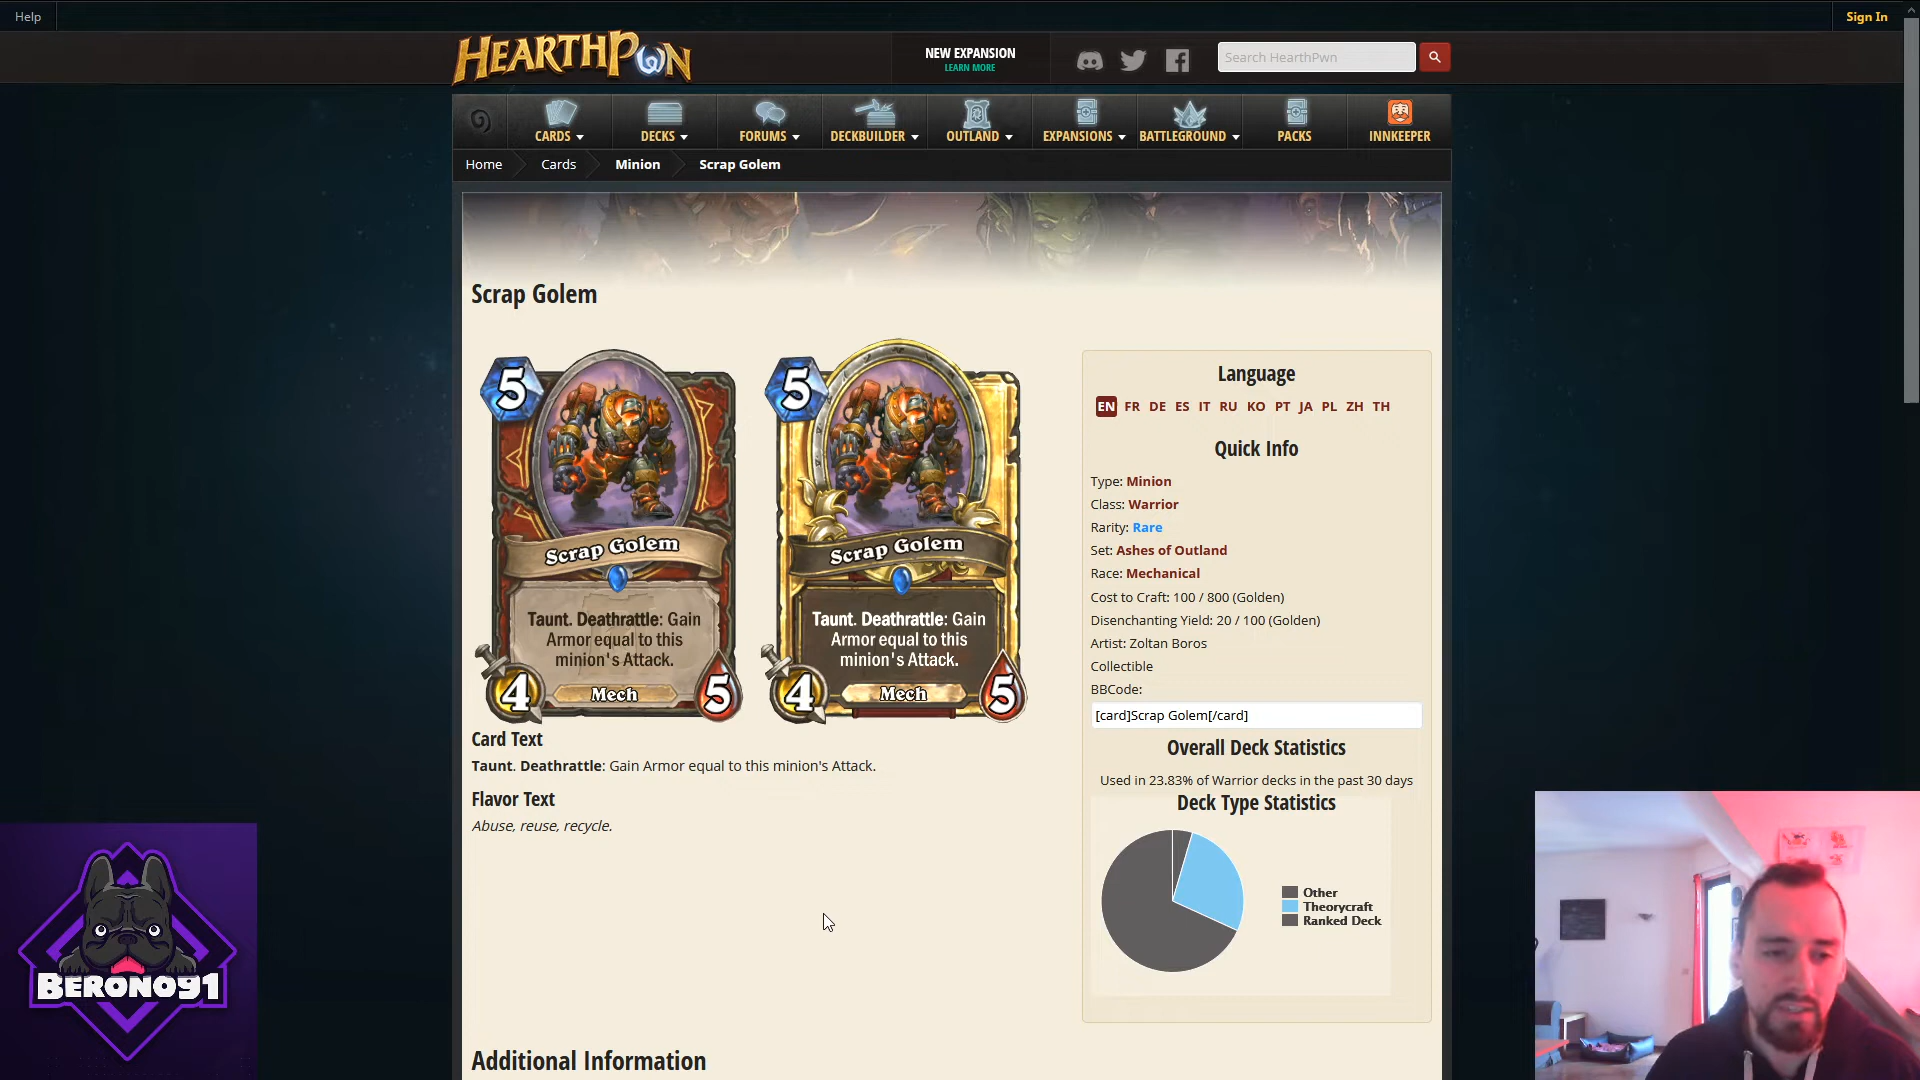 Help
Sign In
HEARTHPWN
NEW EXPANSION
LEARN MORE
Search HearthPwn
CARDS
DECKS
FORUMS
DECKBUILDER
OUTLAND
EXPANSIONS
BATTLEGROUND
PACKS
INNKEEPER
Home
Cards
Minion
Scrap Golem
Scrap Golem
5
Scrap Golem
Taunt. Deathrattle: Gain
Armor equal to this
minion's Attack.
4
Mech
5
5
Scrap Golem
Taunt. Deathrattle: Gain
Armor equal to this
minion's Attack.
4
Mech
5
Card Text
Taunt. Deathrattle: Gain Armor equal to this minion's Attack.
Flavor Text
Abuse, reuse, recycle.
Language
EN FR DE ES IT RU KO PT JA PL ZH TH
Quick Info
Type: Minion
Class: Warrior
Rarity: Rare
Set: Ashes of Outland
Race: Mechanical
Cost to Craft: 100 / 800 (Golden)
Disenchanting Yield: 20 / 100 (Golden)
Artist: Zoltan Boros
Collectible
BBCode:
[card]Scrap Golem[/card]
Overall Deck Statistics
Used in 23.83% of Warrior decks in the past 30 days
Deck Type Statistics
Other
Theorycraft
Ranked Deck
BERONO91
Additional Information